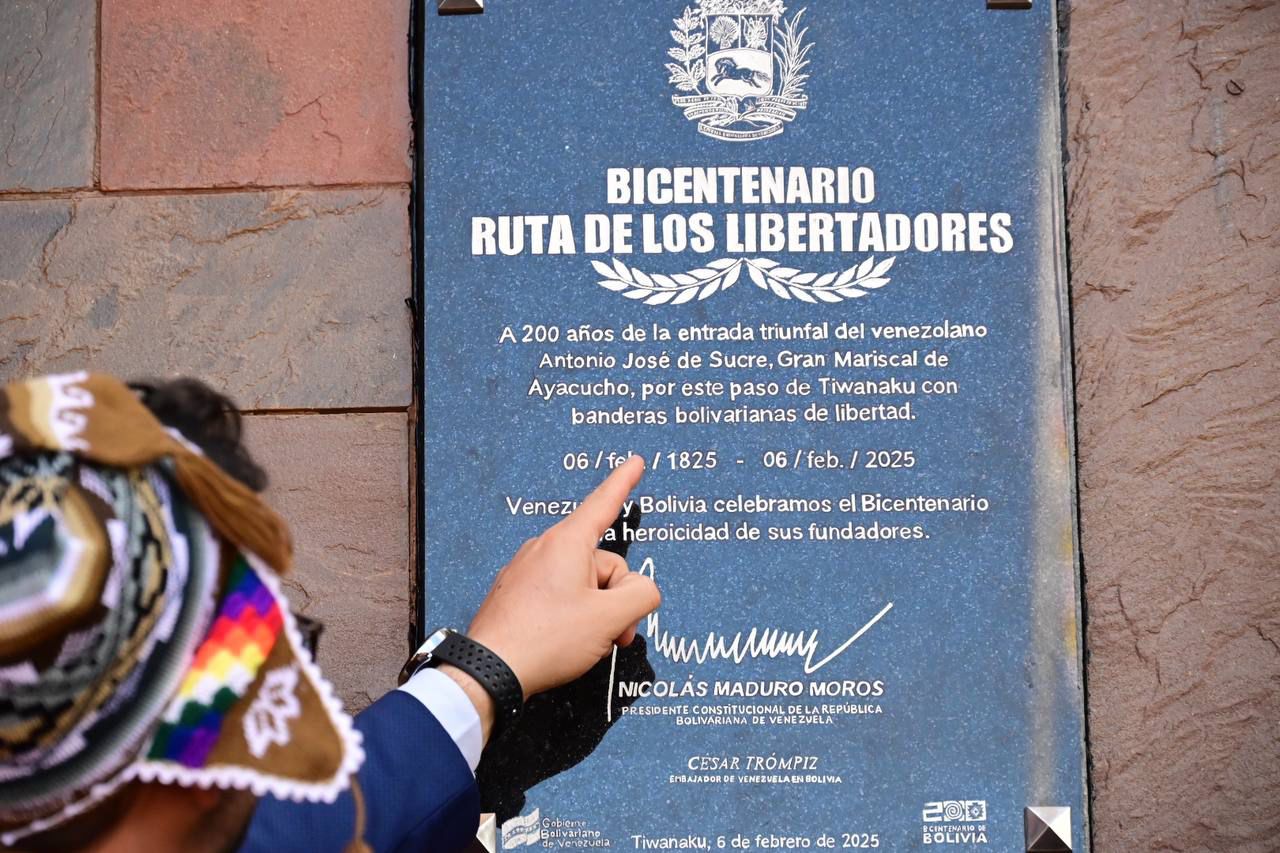 BICENTENARIO
RUTA DE LOS LIBERTADORES
A 200 años de la entrada triunfal del venezolano
Antonio José de Sucre, Gran Mariscal de
Ayacucho, por este paso de Tiwanaku con
banderas bolivarianas de libertad.
06 / feb. / 1825 - 06 / feb. / 2025
y Bolivia celebramos el Bicentenario
heroicidad de sus fundadores.
NICOLÁS MADURO MOROS
PRESIDENTE CONSTITUCIONAL DE LA REPÚBLICA
BOLIVARIANA DE VENEZUELA
CÉSAR TRÓMPIZ
EMBAJADOR DE VENEZUELA EN BOLIVIA
Gobierno
Bolivariano
de Venezuela
Tiwanaku, 6 de febrero de 2025
200
BICENTENARIO DE
BOLIVIA